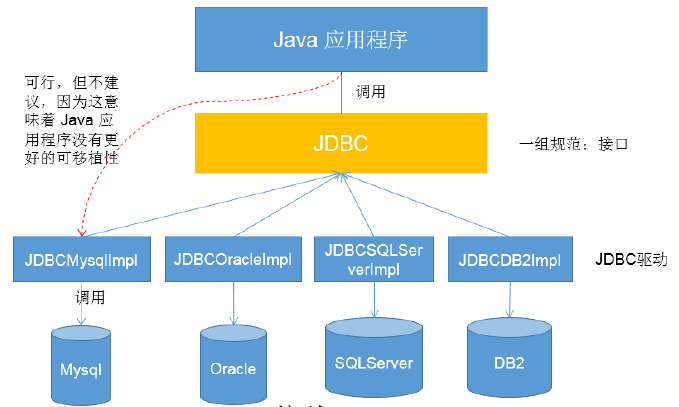 Java 应用程序
可行，但不建
议，因为这意
味着 Java 应
用程序没有更
好的可移植性
调用
JDBC
一组规范：接口
JDBCMysqlImpl
JDBCOracleImpl
JDBCSQLSer
verImpl
JDBCDB2Impl
JDBC驱动
调用
Mysql
Oracle
SQLServer
DB2